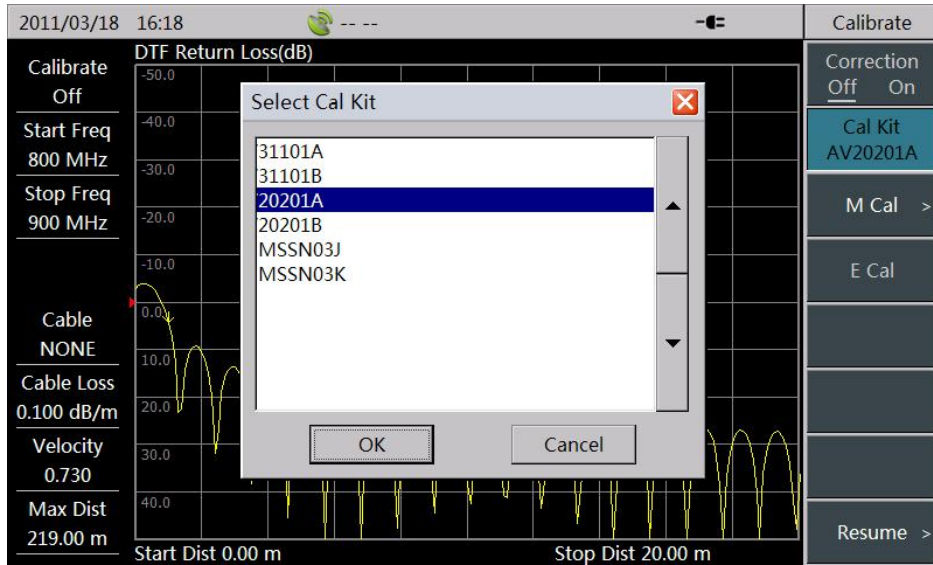 2011/03/18 16:18 -- -- Calibrate
Calibrate
Off
Start Freq
800 MHz
Stop Freq
900 MHz
Cable
NONE
Cable Loss
0.100 dB/m
Velocity
0.730
Max Dist
219.00 m
DTF Return Loss(dB)
-50.0
-40.0
-30.0
-20.0
-10.0
0.0
10.0
20.0
30.0
40.0
Start Dist 0.00 m
Stop Dist 20.00 m
Select Cal Kit
31101A
31101B
20201A
20201B
MSSN03J
MSSN03K
OK
Cancel
Correction
Off On
Cal Kit
AV20201A
M Cal >
E Cal
Resume >